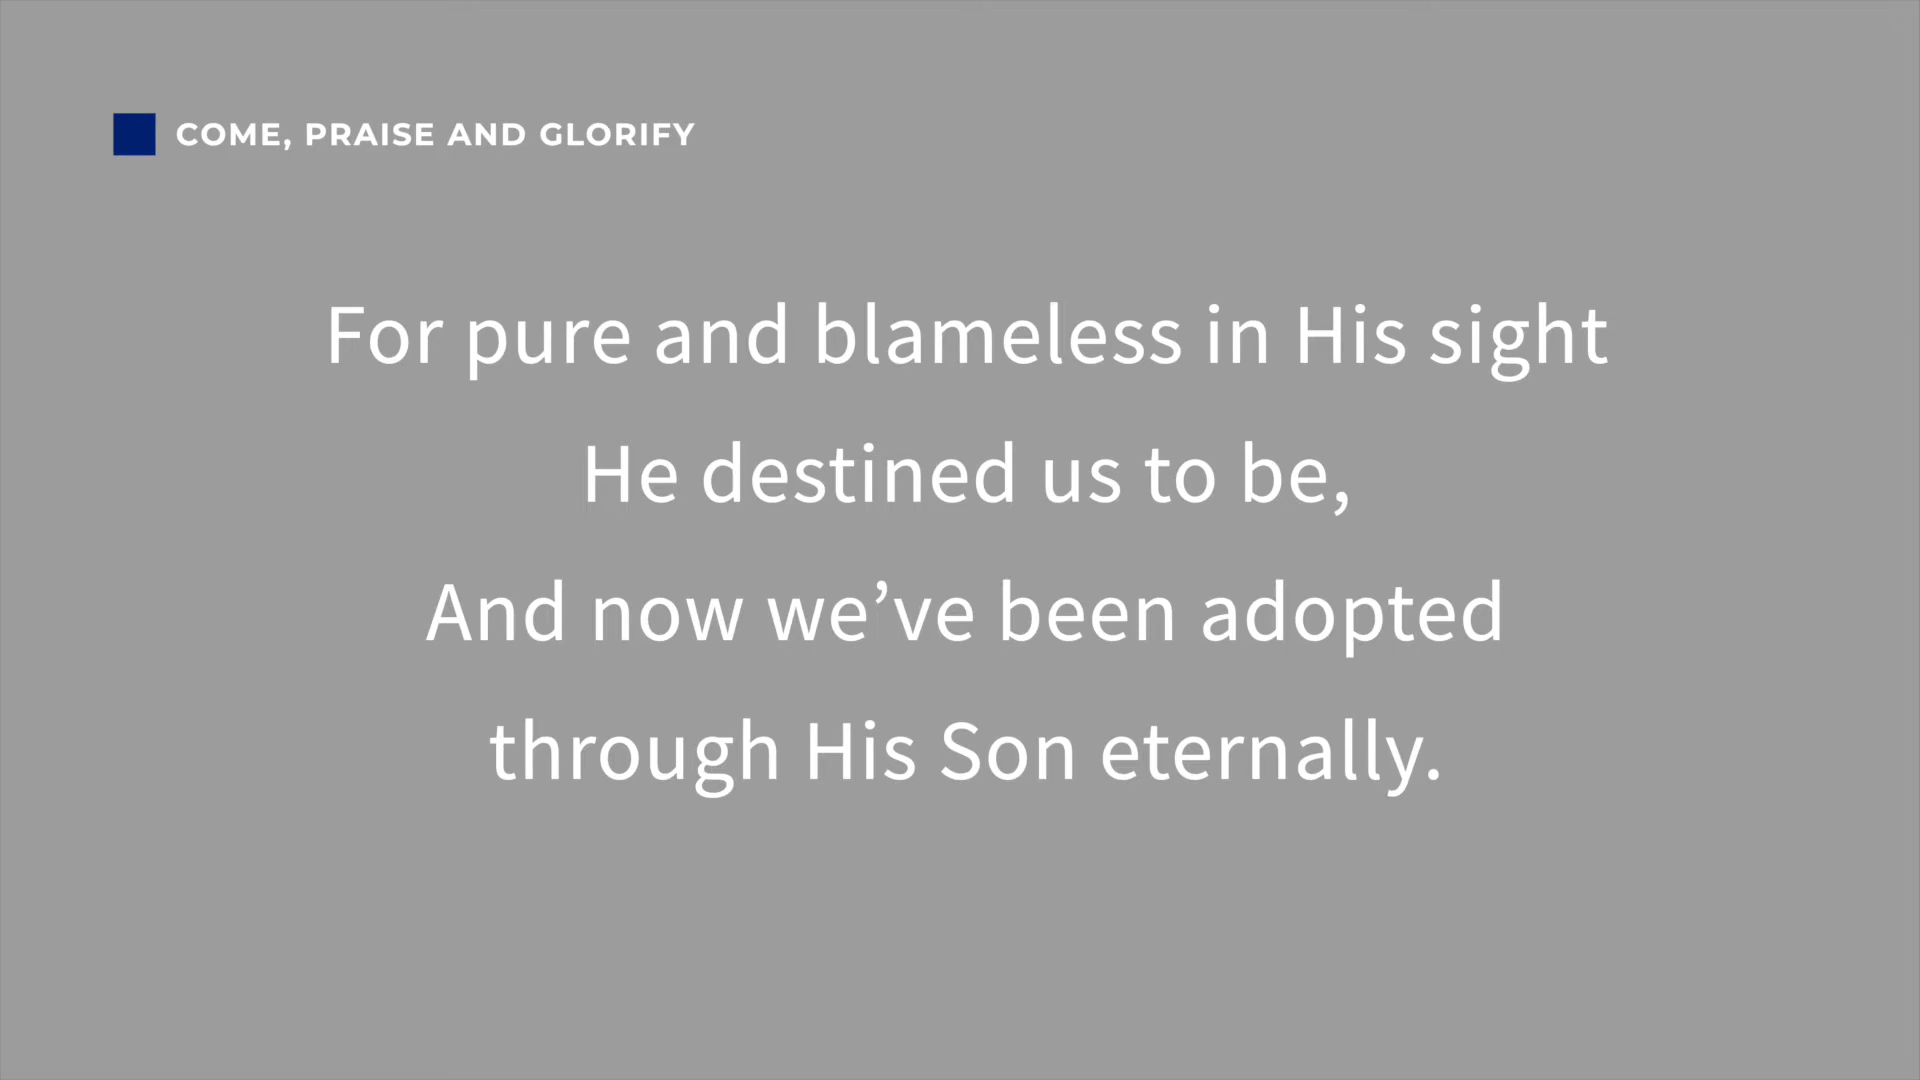 COME, PRAISE AND GLORIFY
For pure and blameless in His sight
He destined us to be,
And now we’ve been adopted
through His Son eternally.